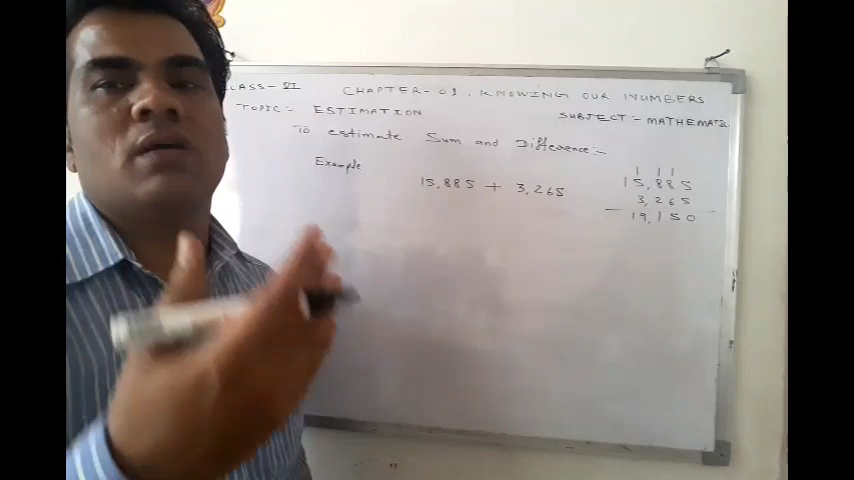 CLASS - VI
CHAPTER - 01, KNOWING OUR NUMBERS
TOPIC :- ESTIMATION
SUBJECT :- MATHEMATIC
To estimate Sum and Difference :-
Example
15,885 + 3,265
1 1 1
15,885
3,265
19,150